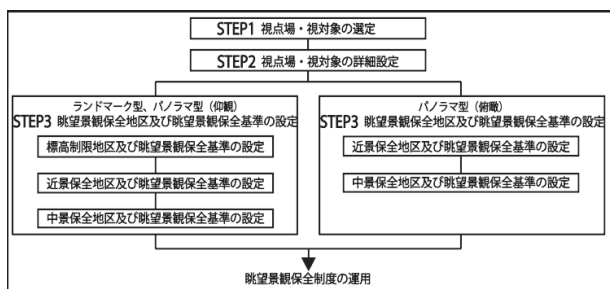 STEP1 視点場・視対象の選定
STEP2 視点場・視対象の詳細設定
ランドマーク型、パノラマ型（仰観）
STEP3 眺望景観保全地区及び眺望景観保全基準の設定
標高制限地区及び眺望景観保全基準の設定
近景保全地区及び眺望景観保全基準の設定
中景保全地区及び眺望景観保全基準の設定
パノラマ型（俯瞰）
STEP3 眺望景観保全地区及び眺望景観保全基準の設定
近景保全地区及び眺望景観保全基準の設定
中景保全地区及び眺望景観保全基準の設定
眺望景観保全制度の運用